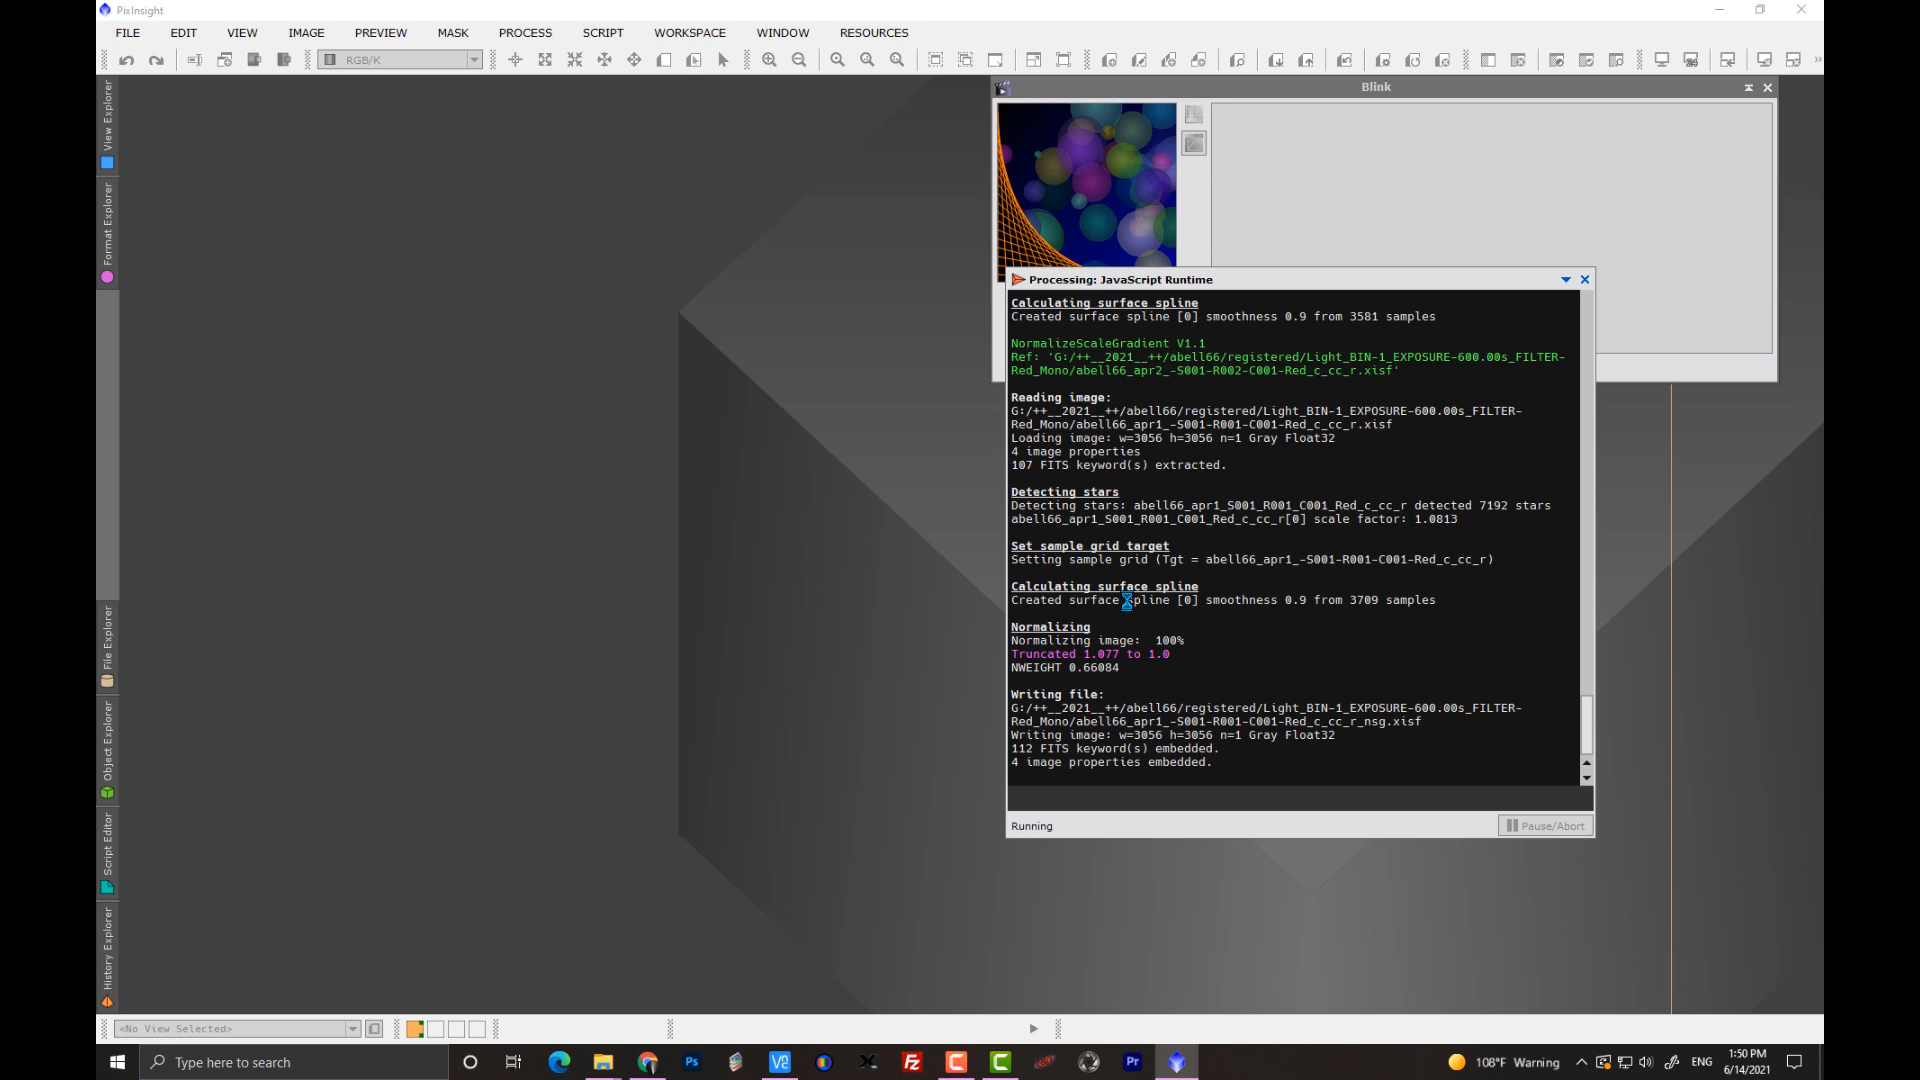 PixInsight
FILE EDIT VIEW IMAGE PREVIEW MASK PROCESS SCRIPT WORKSPACE WINDOW RESOURCES
RGB/K
View Explorer
Format Explorer
File Explorer
Object Explorer
Script Editor
History Explorer
Blink
Processing: JavaScript Runtime
Calculating surface spline
Created surface spline [0] smoothness 0.9 from 3581 samples
NormalizeScaleGradient V1.1
Ref: 'G:/++__2021__++/abell66/registered/Light_BIN-1_EXPOSURE-600.00s_FILTER-
Red_Mono/abell66_apr2_-S001-R002-C001-Red_c_cc_r.xisf'
Reading image:
G:/++__2021__++/abell66/registered/Light_BIN-1_EXPOSURE-600.00s_FILTER-
Red_Mono/abell66_apr1_-S001-R001-C001-Red_c_cc_r.xisf
Loading image: w=3056 h=3056 n=1 Gray Float32
4 image properties
107 FITS keyword(s) extracted.
Detecting stars
Detecting stars: abell66_apr1_S001_R001_C001_Red_c_cc_r detected 7192 stars
abell66_apr1_S001_R001_C001_Red_c_cc_r[0] scale factor: 1.0813
Set sample grid target
Setting sample grid (Tgt = abell66_apr1_-S001-R001-C001-Red_c_cc_r)
Calculating surface spline
Created surface spline [0] smoothness 0.9 from 3709 samples
Normalizing
Normalizing image: 100%
Truncated 1.077 to 1.0
NWEIGHT 0.66084
Writing file:
G:/++__2021__++/abell66/registered/Light_BIN-1_EXPOSURE-600.00s_FILTER-
Red_Mono/abell66_apr1_-S001-R001-C001-Red_c_cc_r_nsg.xisf
Writing image: w=3056 h=3056 n=1 Gray Float32
112 FITS keyword(s) embedded.
4 image properties embedded.
Running
Pause/Abort
<No View Selected>
Type here to search
Ps
Fz
Pr
108°F Warning
ENG
1:50 PM
6/14/2021